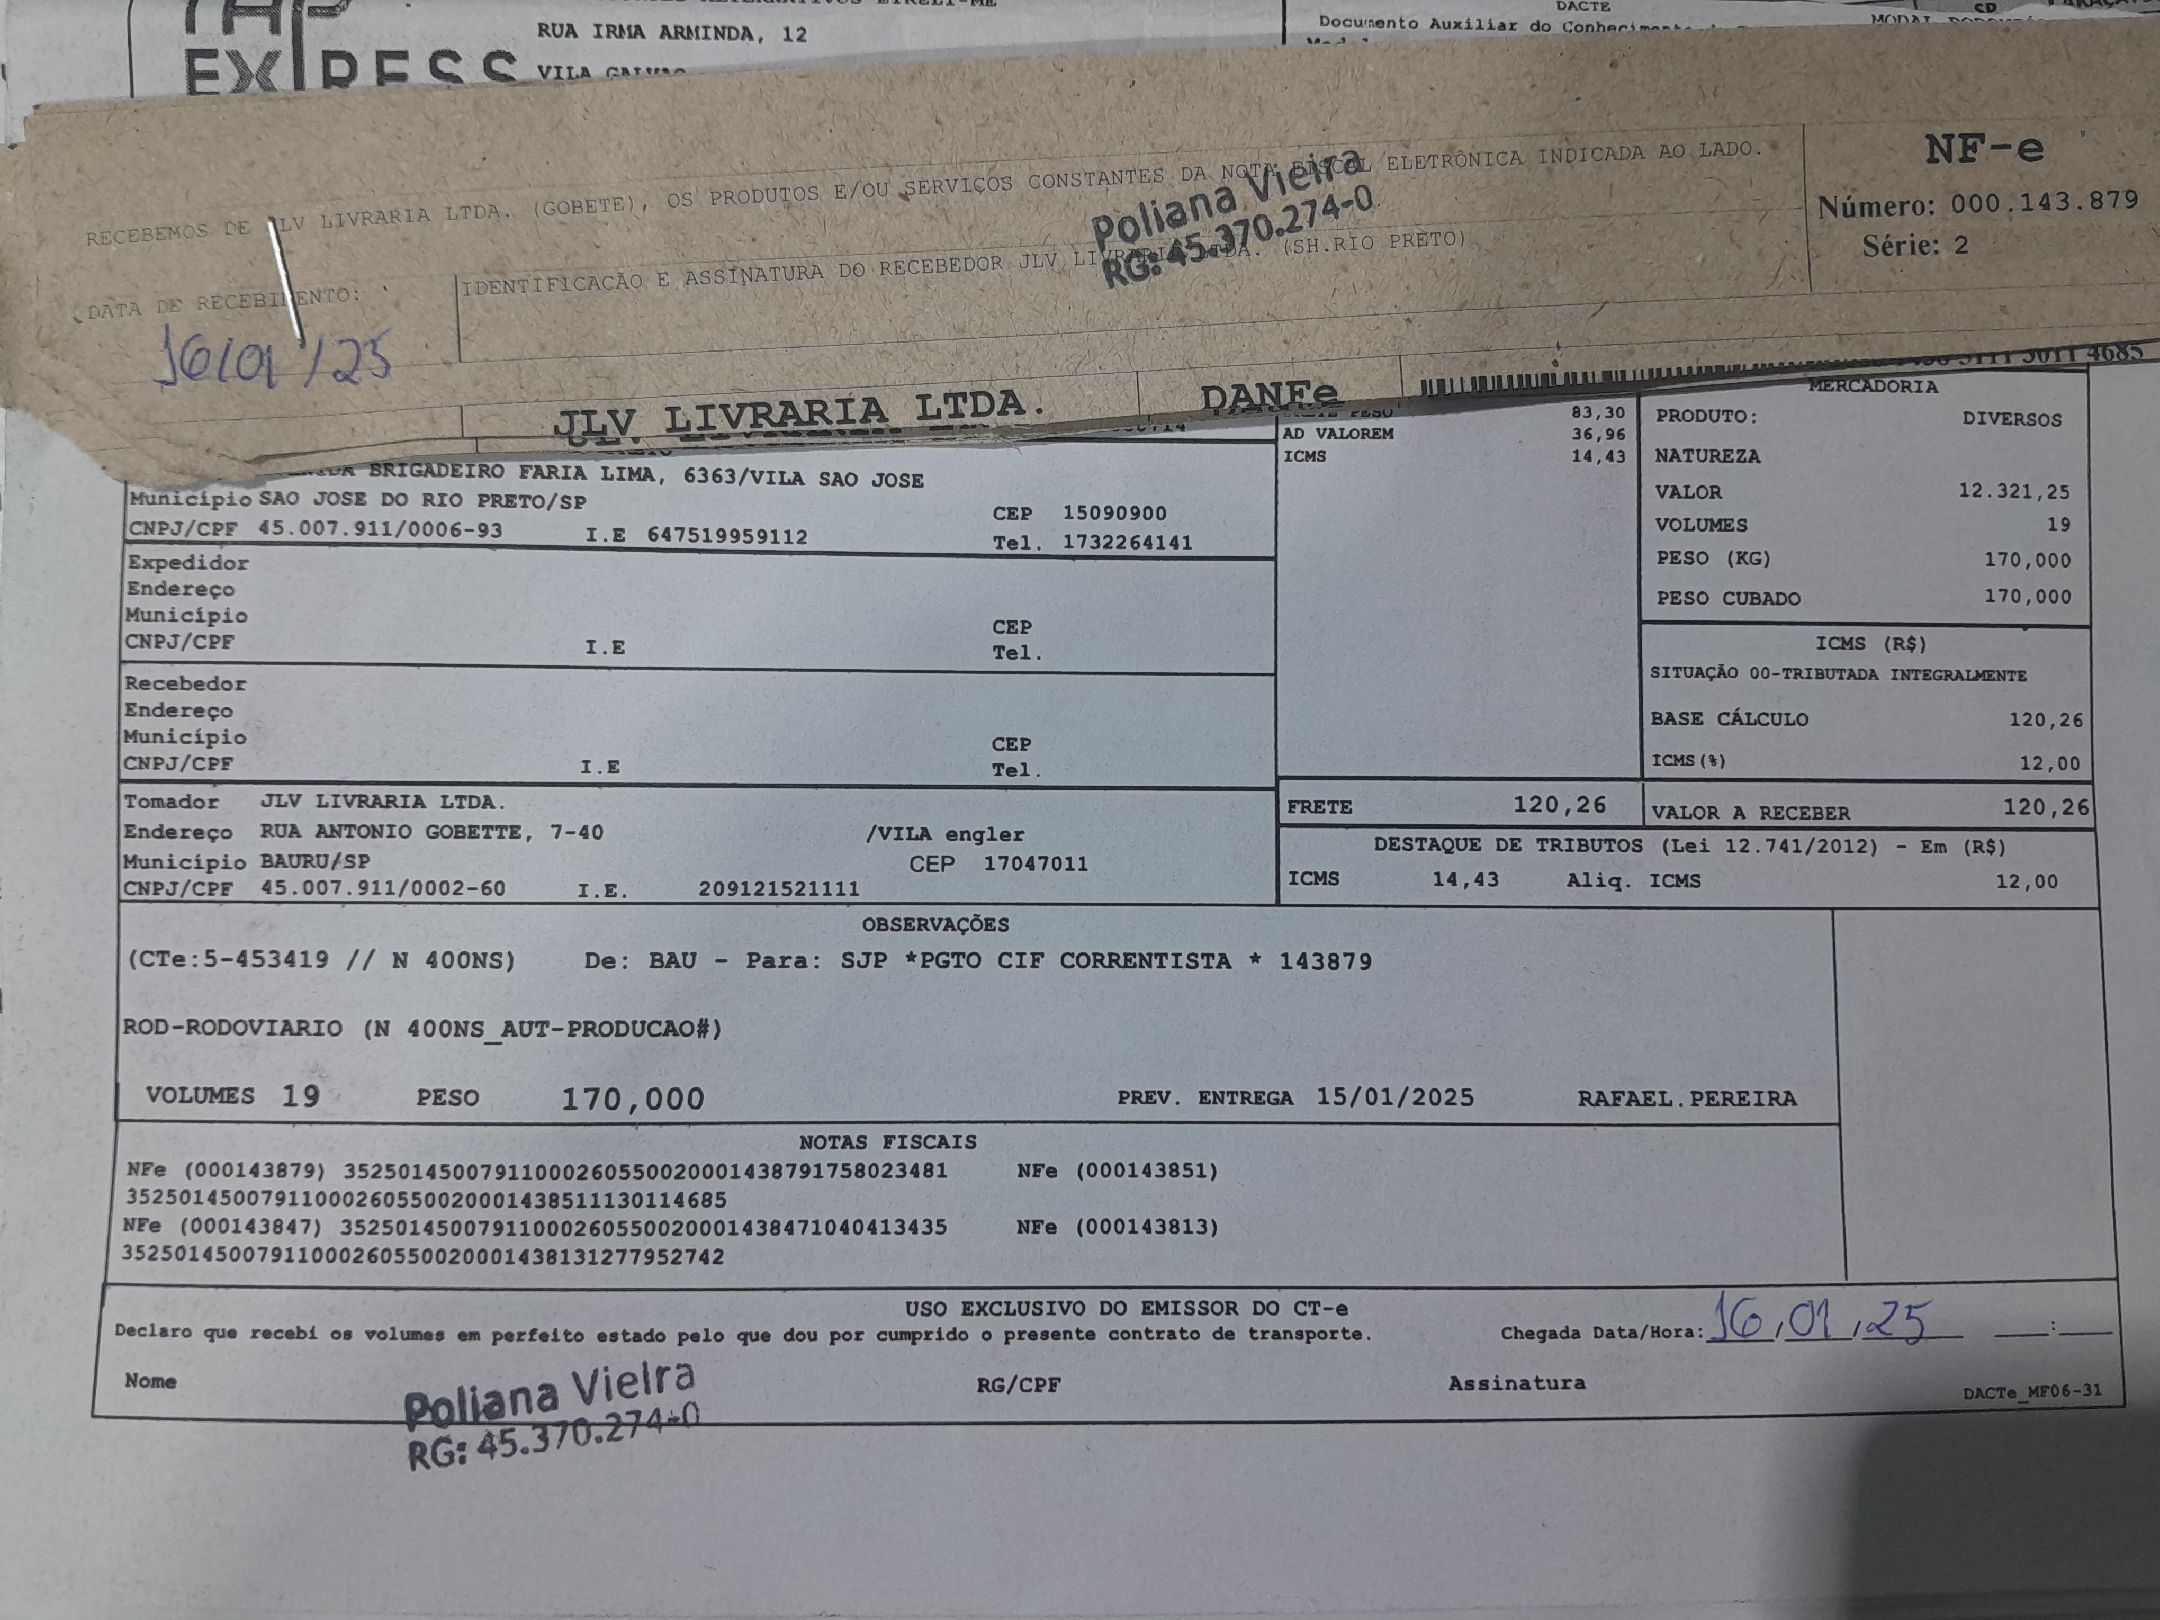 EXPRESS
RUA IRMA ARMINDA, 12
VILA GALVAO
DACTE
Documento Auxiliar do Conhecimento
CD
RECEBEMOS DE JLV LIVRARIA LTDA. (GOBETE), OS PRODUTOS E/OU SERVIÇOS CONSTANTES DA NOTA FISCAL ELETRÔNICA INDICADA AO LADO.
NF-e
Número: 000.143.879
Série: 2
Poliana Vieira
RG: 45.370.274-0
DATA DE RECEBIMENTO:
16/01/25
IDENTIFICACÃO E ASSINATURA DO RECEBEDOR JLV LIVRARIA LTDA. (SH.RIO PRETO)
JLV LIVRARIA LTDA.
DANFe
3011 4685
BRIGADEIRO FARIA LIMA, 6363/VILA SAO JOSE
Município SAO JOSE DO RIO PRETO/SP
CEP 15090900
CNPJ/CPF 45.007.911/0006-93 I.E 647519959112
Tel. 1732264141
Expedidor
Endereço
Município
CEP
CNPJ/CPF I.E
Tel.
Recebedor
Endereço
Município
CEP
CNPJ/CPF I.E
Tel.
Tomador JLV LIVRARIA LTDA.
Endereço RUA ANTONIO GOBETTE, 7-40 /VILA engler
Município BAURU/SP CEP 17047011
CNPJ/CPF 45.007.911/0002-60 I.E. 209121521111
PESO 83,30
AD VALOREM 36,96
ICMS 14,43
MERCADORIA
PRODUTO: DIVERSOS
NATUREZA
VALOR 12.321,25
VOLUMES 19
PESO (KG) 170,000
PESO CUBADO 170,000
ICMS (R$)
SITUAÇÃO 00-TRIBUTADA INTEGRALMENTE
BASE CÁLCULO 120,26
ICMS(%) 12,00
FRETE 120,26
VALOR A RECEBER 120,26
DESTAQUE DE TRIBUTOS (Lei 12.741/2012) - Em (R$)
ICMS 14,43 Aliq. ICMS 12,00
OBSERVAÇÕES
(CTe:5-453419 // N 400NS) De: BAU - Para: SJP *PGTO CIF CORRENTISTA * 143879
ROD-RODOVIARIO (N 400NS_AUT-PRODUCAO#)
VOLUMES 19 PESO 170,000 PREV. ENTREGA 15/01/2025 RAFAEL.PEREIRA
NOTAS FISCAIS
NFe (000143879) 35250145007911000260550020001438791758023481 NFe (000143851)
35250145007911000260550020001438511130114685
NFe (000143847) 35250145007911000260550020001438471040413435 NFe (000143813)
35250145007911000260550020001438131277952742
USO EXCLUSIVO DO EMISSOR DO CT-e
Declaro que recebi os volumes em perfeito estado pelo que dou por cumprido o presente contrato de transporte.
Chegada Data/Hora: 16/01/25 ___:___
Nome RG/CPF Assinatura
DACTe_MF06-31
Poliana Vieira
RG: 45.370.274-0